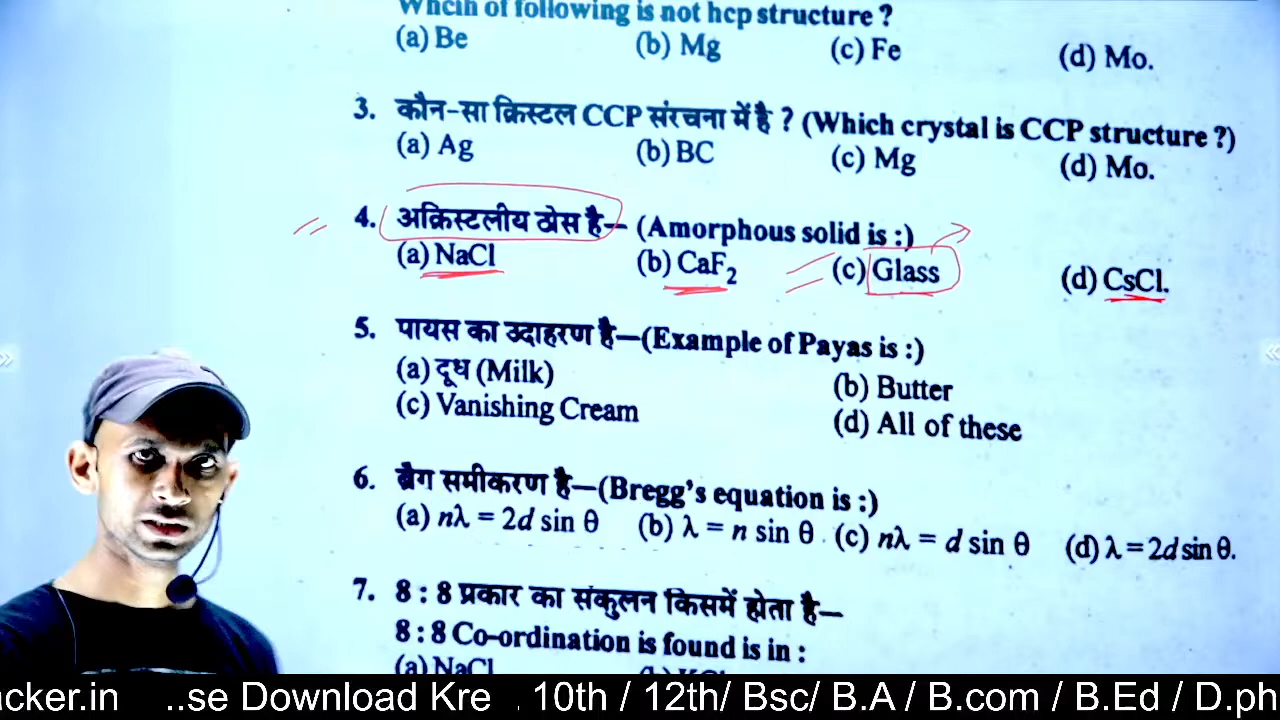 Whcih of following is not hcp structure ?
(a) Be (b) Mg (c) Fe (d) Mo.
3. कौन-सा क्रिस्टल CCP संरचना में है ? (Which crystal is CCP structure ?)
(a) Ag (b) BC (c) Mg (d) Mo.
4. अक्रिस्टलीय ठोस है— (Amorphous solid is :)
(a) NaCl (b) CaF₂ (c) Glass (d) CsCl.
5. पायस का उदाहरण है—(Example of Payas is :)
(a) दूध (Milk) (b) Butter
(c) Vanishing Cream (d) All of these
6. ब्रैग समीकरण है—(Bregg's equation is :)
(a) nλ = 2d sin θ (b) λ = n sin θ (c) nλ = d sin θ (d) λ = 2d sin θ.
7. 8 : 8 प्रकार का संकुलन किसमें होता है—
8 : 8 Co-ordination is found is in :
(a) NaCl
acker.in ..se Download Kre . 10th / 12th/ Bsc/ B.A / B.com / B.Ed / D.ph